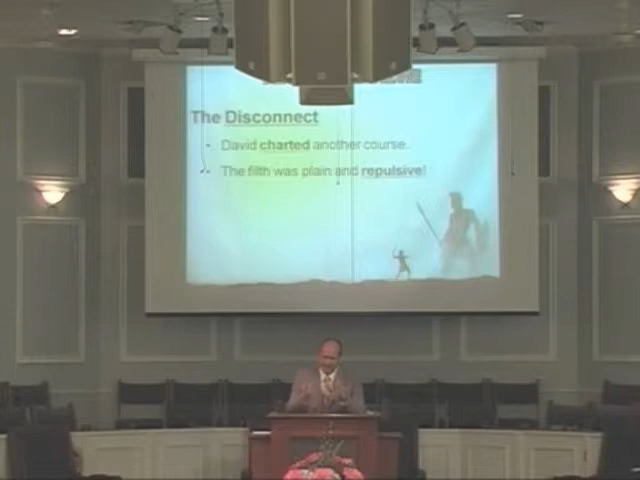 The Disconnect
David charted another course.
The filth was plain and repulsive!